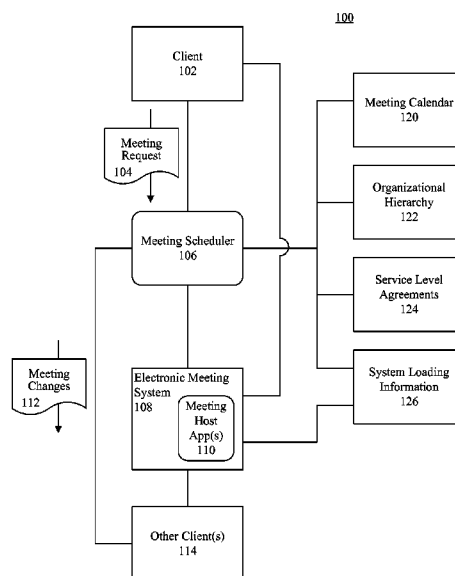 100
Client
102
Meeting
Request
104
Meeting Scheduler
106
Meeting Calendar
120
Organizational
Hierarchy
122
Service Level
Agreements
124
System Loading
Information
126
Meeting
Changes
112
Electronic Meeting
System
108
Meeting
Host
App(s)
110
Other Client(s)
114